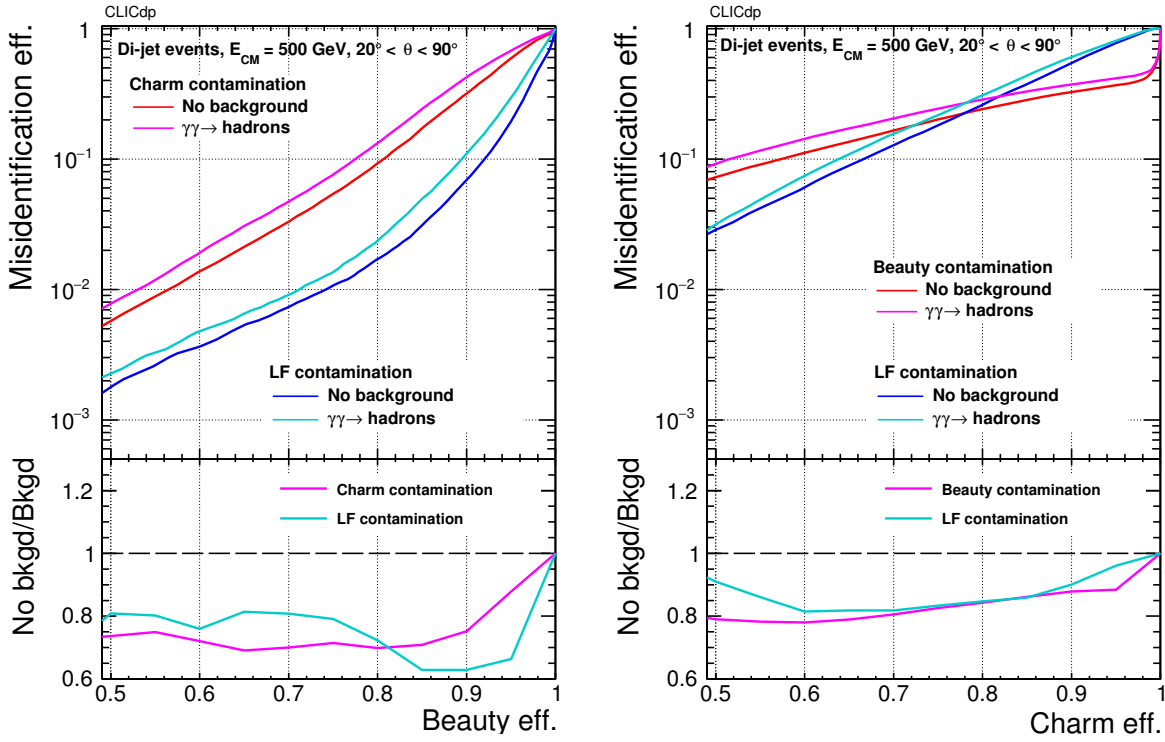 CLICdp
Misidentification eff.
1
10⁻¹
10⁻²
10⁻³
Di-jet events, E_CM = 500 GeV, 20° < θ < 90°
Charm contamination
No background
γγ→ hadrons
LF contamination
No background
γγ→ hadrons
No bkgd/Bkgd
1.2
1
0.8
0.6
Charm contamination
LF contamination
0.5 0.6 0.7 0.8 0.9 1
Beauty eff.
CLICdp
Misidentification eff.
1
10⁻¹
10⁻²
10⁻³
Di-jet events, E_CM = 500 GeV, 20° < θ < 90°
Beauty contamination
No background
γγ→ hadrons
LF contamination
No background
γγ→ hadrons
No bkgd/Bkgd
1.2
1
0.8
0.6
Beauty contamination
LF contamination
0.5 0.6 0.7 0.8 0.9 1
Charm eff.